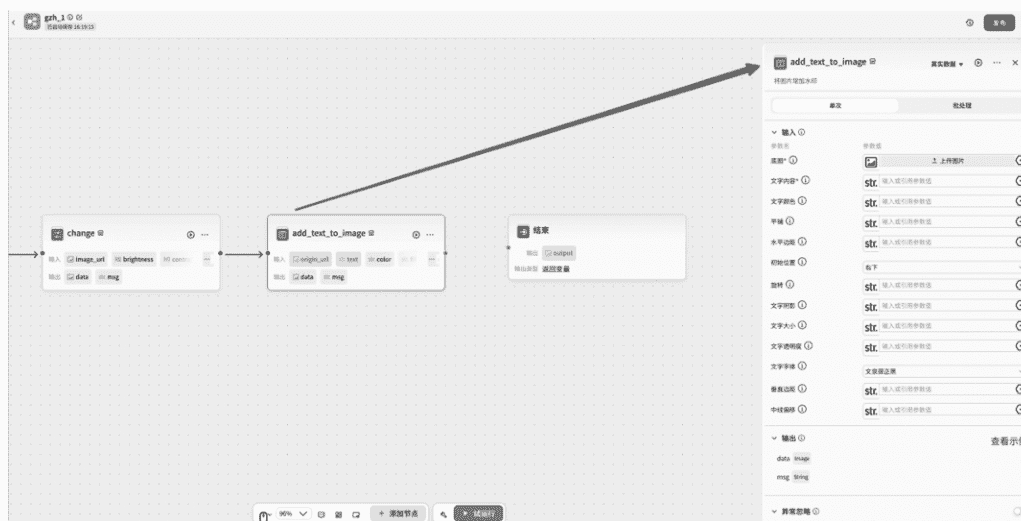 gzh_1
已自动保存 16:19:15
发布
change
输入 image_url brightness
输出 data msg
add_text_to_image
输入 origin_url text color
输出 data msg
结束
输出 output
输出类型 返回变量
96%
添加节点
试运行
add_text_to_image
真实数据
对图片增加水印
单次 批处理
输入
参数名 参数值
底图* 上传图片
文字内容* str. 输入或引用参数值
文字颜色 str. 输入或引用参数值
平铺 str. 输入或引用参数值
水平边距 str. 输入或引用参数值
初始位置 右下
旋转 str. 输入或引用参数值
文字阴影 str. 输入或引用参数值
文字大小 str. 输入或引用参数值
文字透明度 str. 输入或引用参数值
文字字体
垂直边距 str. 输入或引用参数值
中线偏移 str. 输入或引用参数值
输出 查看示例
data Image
msg String
异常忽略